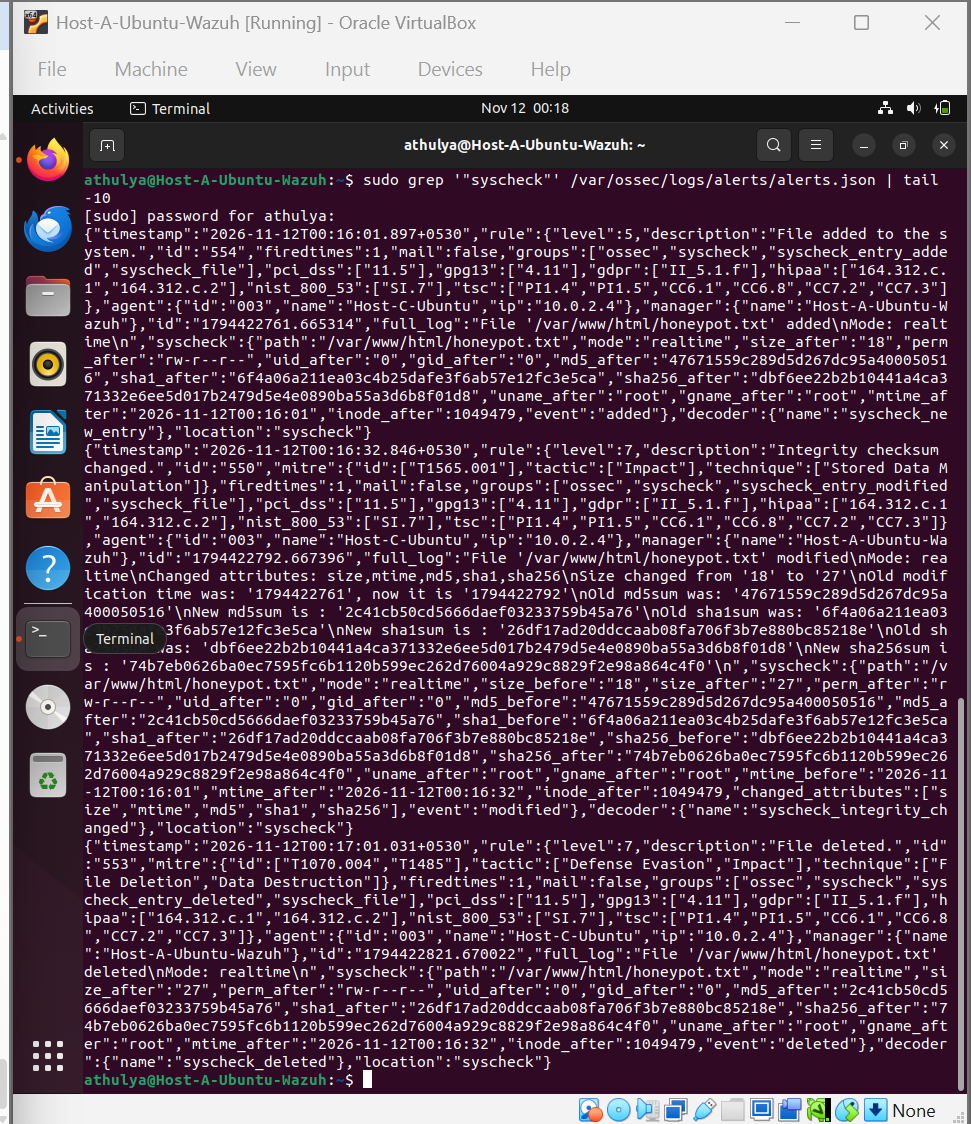 Host-A-Ubuntu-Wazuh [Running] - Oracle VirtualBox
File Machine View Input Devices Help
Activities Terminal Nov 12 00:18
athulya@Host-A-Ubuntu-Wazuh: ~
athulya@Host-A-Ubuntu-Wazuh:~$ sudo grep '"syscheck"' /var/ossec/logs/alerts/alerts.json | tail
-10
[sudo] password for athulya:
{"timestamp":"2026-11-12T00:16:01.897+0530","rule":{"level":5,"description":"File added to the s
ystem.","id":"554","firedtimes":1,"mail":false,"groups":["ossec","syscheck","syscheck_entry_adde
d","syscheck_file"],"pci_dss":["11.5"],"gpg13":["4.11"],"gdpr":["II_5.1.f"],"hipaa":["164.312.c.
1","164.312.c.2"],"nist_800_53":["SI.7"],"tsc":["PI1.4","PI1.5","CC6.1","CC6.8","CC7.2","CC7.3"]
},"agent":{"id":"003","name":"Host-C-Ubuntu","ip":"10.0.2.4"},"manager":{"name":"Host-A-Ubuntu-W
azuh"},"id":"1794422761.665314","full_log":"File '/var/www/html/honeypot.txt' added\nMode: realt
ime\n","syscheck":{"path":"/var/www/html/honeypot.txt","mode":"realtime","size_after":"18","perm
_after":"rw-r--r--","uid_after":"0","gid_after":"0","md5_after":"47671559c289d5d267dc95a40005051
6","sha1_after":"6f4a06a211ea03c4b25dafe3f6ab57e12fc3e5ca","sha256_after":"dbf6ee22b2b10441a4ca3
71332e6ee5d017b2479d5e4e0890ba55a3d6b8f01d8","uname_after":"root","gname_after":"root","mtime_af
ter":"2026-11-12T00:16:01","inode_after":1049479,"event":"added"},"decoder":{"name":"syscheck_ne
w_entry"},"location":"syscheck"}
{"timestamp":"2026-11-12T00:16:32.846+0530","rule":{"level":7,"description":"Integrity checksum 
changed.","id":"550","mitre":{"id":["T1565.001"],"tactic":["Impact"],"technique":["Stored Data M
anipulation"]},"firedtimes":1,"mail":false,"groups":["ossec","syscheck","syscheck_entry_modified
","syscheck_file"],"pci_dss":["11.5"],"gpg13":["4.11"],"gdpr":["II_5.1.f"],"hipaa":["164.312.c.1
","164.312.c.2"],"nist_800_53":["SI.7"],"tsc":["PI1.4","PI1.5","CC6.1","CC6.8","CC7.2","CC7.3"]}
,"agent":{"id":"003","name":"Host-C-Ubuntu","ip":"10.0.2.4"},"manager":{"name":"Host-A-Ubuntu-Wa
zuh"},"id":"1794422792.667396","full_log":"File '/var/www/html/honeypot.txt' modified\nMode: rea
ltime\nChanged attributes: size,mtime,md5,sha1,sha256\nSize changed from '18' to '27'\nOld modif
ication time was: '1794422761', now it is '1794422792'\nOld md5sum was: '47671559c289d5d267dc95a
400050516'\nNew md5sum is : '2c41cb50cd5666daef03233759b45a76'\nOld sha1sum was: '6f4a06a211ea03
Terminal 3f6ab57e12fc3e5ca'\nNew sha1sum is : '26df17ad20ddccaab08fa706f3b7e880bc85218e'\nOld sh
as: 'dbf6ee22b2b10441a4ca371332e6ee5d017b2479d5e4e0890ba55a3d6b8f01d8'\nNew sha256sum i
s : '74b7eb0626ba0ec7595fc6b1120b599ec262d76004a929c8829f2e98a864c4f0'\n","syscheck":{"path":"/v
ar/www/html/honeypot.txt","mode":"realtime","size_before":"18","size_after":"27","perm_after":"r
w-r--r--","uid_after":"0","gid_after":"0","md5_before":"47671559c289d5d267dc95a400050516","md5_a
fter":"2c41cb50cd5666daef03233759b45a76","sha1_before":"6f4a06a211ea03c4b25dafe3f6ab57e12fc3e5ca
","sha1_after":"26df17ad20ddccaab08fa706f3b7e880bc85218e","sha256_before":"dbf6ee22b2b10441a4ca3
71332e6ee5d017b2479d5e4e0890ba55a3d6b8f01d8","sha256_after":"74b7eb0626ba0ec7595fc6b1120b599ec26
2d76004a929c8829f2e98a864c4f0","uname_after":"root","gname_after":"root","mtime_before":"2026-11
-12T00:16:01","mtime_after":"2026-11-12T00:16:32","inode_after":1049479,"changed_attributes":["s
ize","mtime","md5","sha1","sha256"],"event":"modified"},"decoder":{"name":"syscheck_integrity_ch
anged"},"location":"syscheck"}
{"timestamp":"2026-11-12T00:17:01.031+0530","rule":{"level":7,"description":"File deleted.","id"
:"553","mitre":{"id":["T1070.004","T1485"],"tactic":["Defense Evasion","Impact"],"technique":["F
ile Deletion","Data Destruction"]},"firedtimes":1,"mail":false,"groups":["ossec","syscheck","sys
check_entry_deleted","syscheck_file"],"pci_dss":["11.5"],"gpg13":["4.11"],"gdpr":["II_5.1.f"],"h
ipaa":["164.312.c.1","164.312.c.2"],"nist_800_53":["SI.7"],"tsc":["PI1.4","PI1.5","CC6.1","CC6.8
","CC7.2","CC7.3"]},"agent":{"id":"003","name":"Host-C-Ubuntu","ip":"10.0.2.4"},"manager":{"name
":"Host-A-Ubuntu-Wazuh"},"id":"1794422821.670022","full_log":"File '/var/www/html/honeypot.txt' 
deleted\nMode: realtime\n","syscheck":{"path":"/var/www/html/honeypot.txt","mode":"realtime","si
ze_after":"27","perm_after":"rw-r--r--","uid_after":"0","gid_after":"0","md5_after":"2c41cb50cd5
666daef03233759b45a76","sha1_after":"26df17ad20ddccaab08fa706f3b7e880bc85218e","sha256_after":"7
4b7eb0626ba0ec7595fc6b1120b599ec262d76004a929c8829f2e98a864c4f0","uname_after":"root","gname_aft
er":"root","mtime_after":"2026-11-12T00:16:32","inode_after":1049479,"event":"deleted"},"decoder
":{"name":"syscheck_deleted"},"location":"syscheck"}
athulya@Host-A-Ubuntu-Wazuh:~$
None